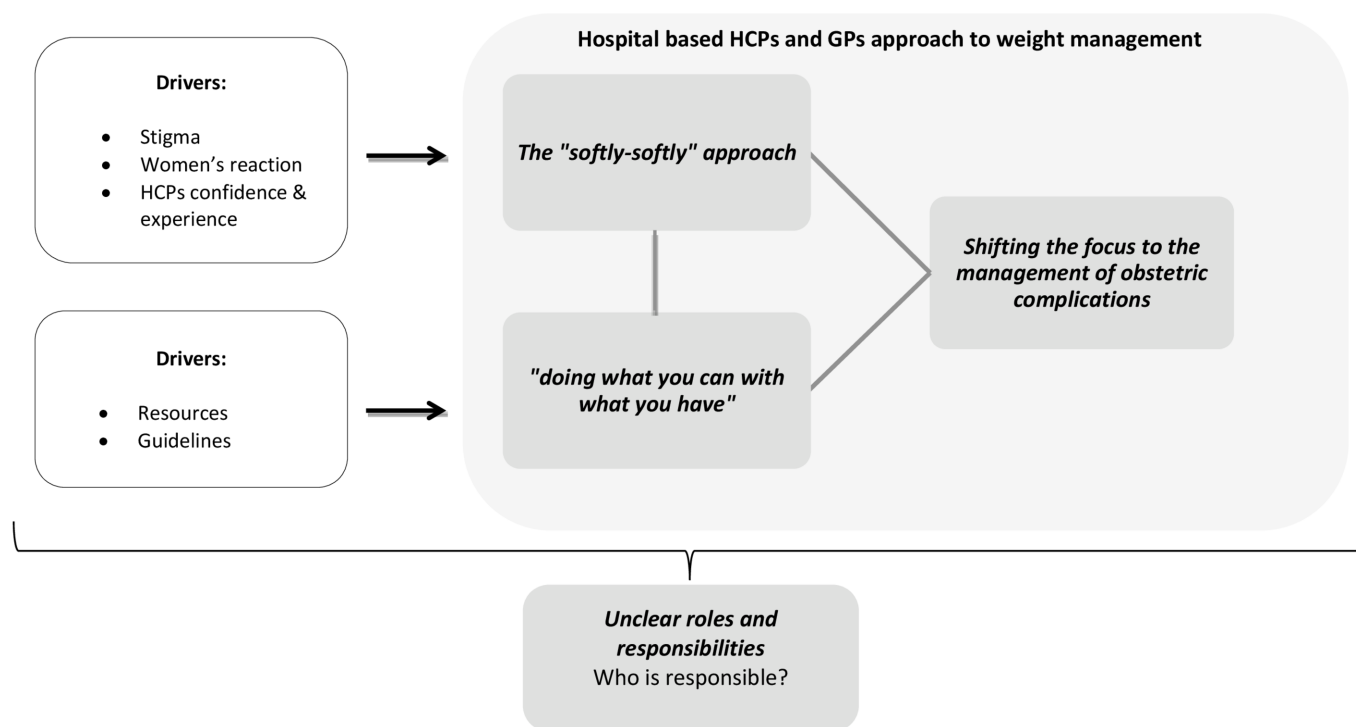 Hospital based HCPs and GPs approach to weight management
Drivers:
• Stigma
• Women’s reaction
• HCPs confidence &
experience
The "softly-softly" approach
Shifting the focus to the
management of obstetric
complications
Drivers:
• Resources
• Guidelines
"doing what you can with
what you have"
Unclear roles and
responsibilities
Who is responsible?